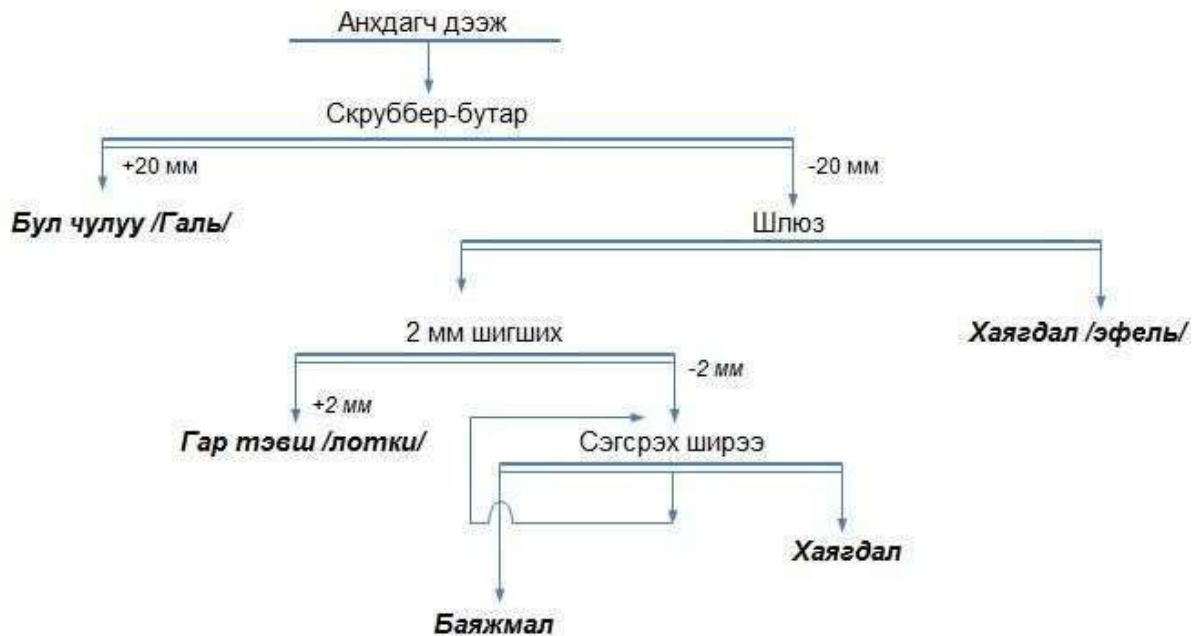 Анхдагч дээж
Скруббер-бутар
+20 мм
-20 мм
Бул чулуу /Галь/
Шлюз
2 мм шигших
Хаягдал /эфель/
-2 мм
+2 мм
Гар тэвш /лотки/
Сэгсрэх ширээ
Хаягдал
Баяжмал